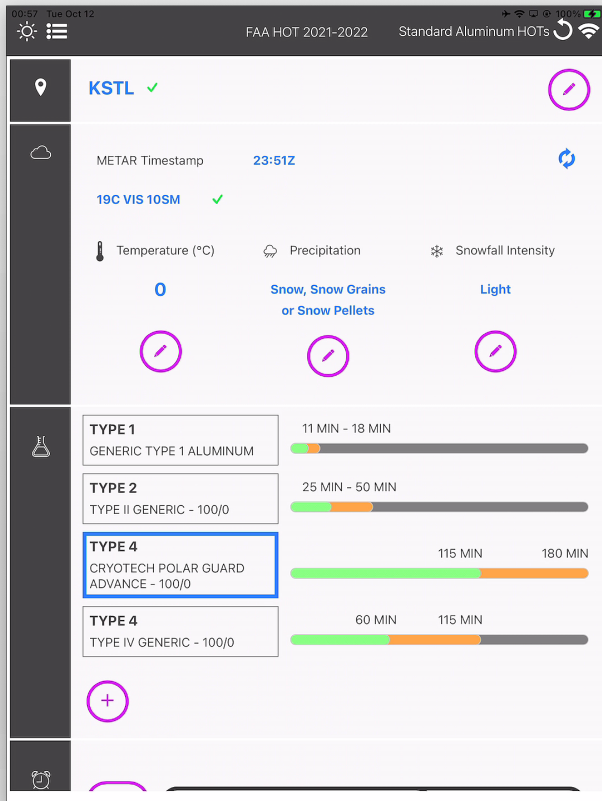 00:57 Tue Oct 12 100%
FAA HOT 2021-2022 Standard Aluminum HOTs
KSTL
METAR Timestamp 23:51Z
19C VIS 10SM
Temperature (°C) Precipitation Snowfall Intensity
0 Snow, Snow Grains Light
or Snow Pellets
TYPE 1 11 MIN - 18 MIN
GENERIC TYPE 1 ALUMINUM
TYPE 2 25 MIN - 50 MIN
TYPE II GENERIC - 100/0
TYPE 4 115 MIN 180 MIN
CRYOTECH POLAR GUARD
ADVANCE - 100/0
TYPE 4 60 MIN 115 MIN
TYPE IV GENERIC - 100/0